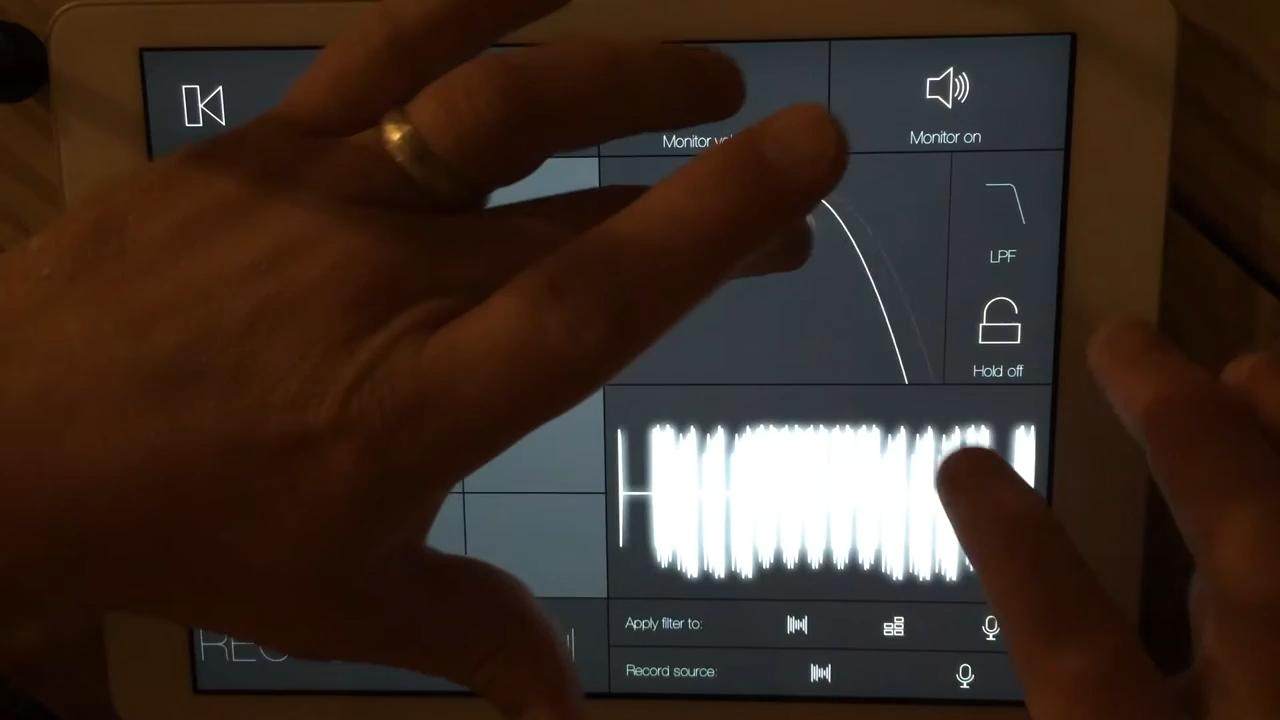 Monitor on
LPF
Hold off
Apply filter to:
Record source: